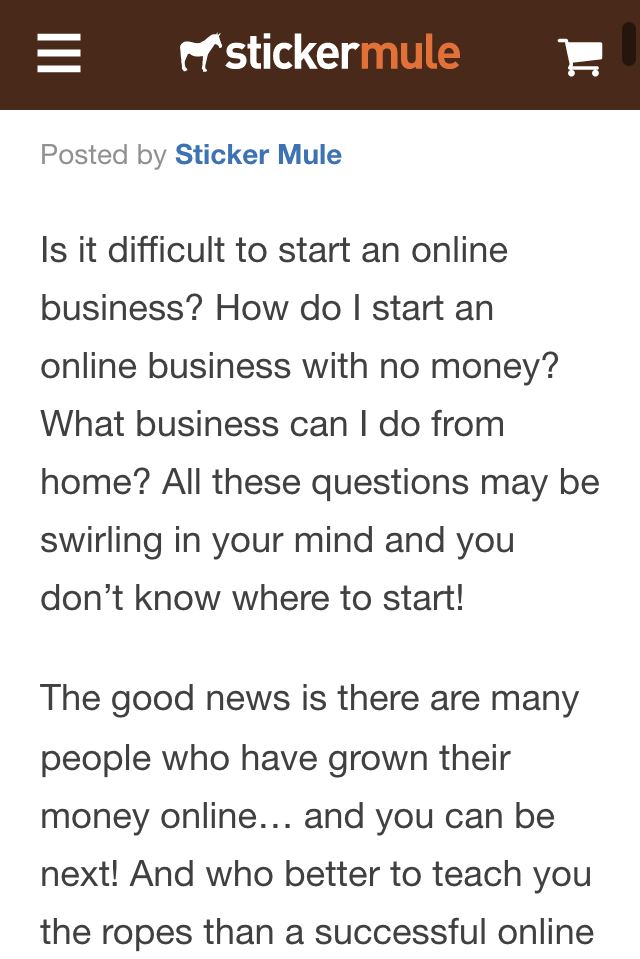 stickermule
Posted by Sticker Mule
Is it difficult to start an online
business? How do I start an
online business with no money?
What business can I do from
home? All these questions may be
swirling in your mind and you
don’t know where to start!
The good news is there are many
people who have grown their
money online… and you can be
next! And who better to teach you
the ropes than a successful online